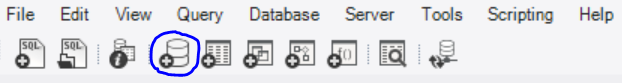 File Edit View Query Database Server Tools Scripting Help
SQL SQL
f()